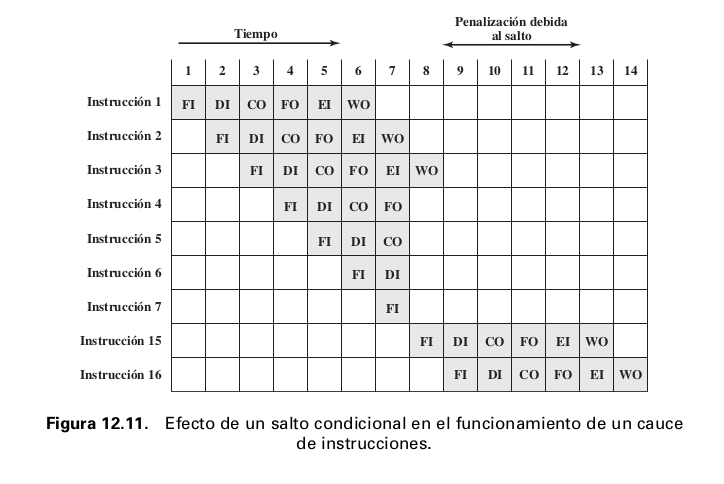 Tiempo
Penalización debida
al salto
1 2 3 4 5 6 7 8 9 10 11 12 13 14
Instrucción 1 FI DI CO FO EI WO
Instrucción 2 FI DI CO FO EI WO
Instrucción 3 FI DI CO FO EI WO
Instrucción 4 FI DI CO FO
Instrucción 5 FI DI CO
Instrucción 6 FI DI
Instrucción 7 FI
Instrucción 15 FI DI CO FO EI WO
Instrucción 16 FI DI CO FO EI WO
Figura 12.11. Efecto de un salto condicional en el funcionamiento de un cauce
de instrucciones.